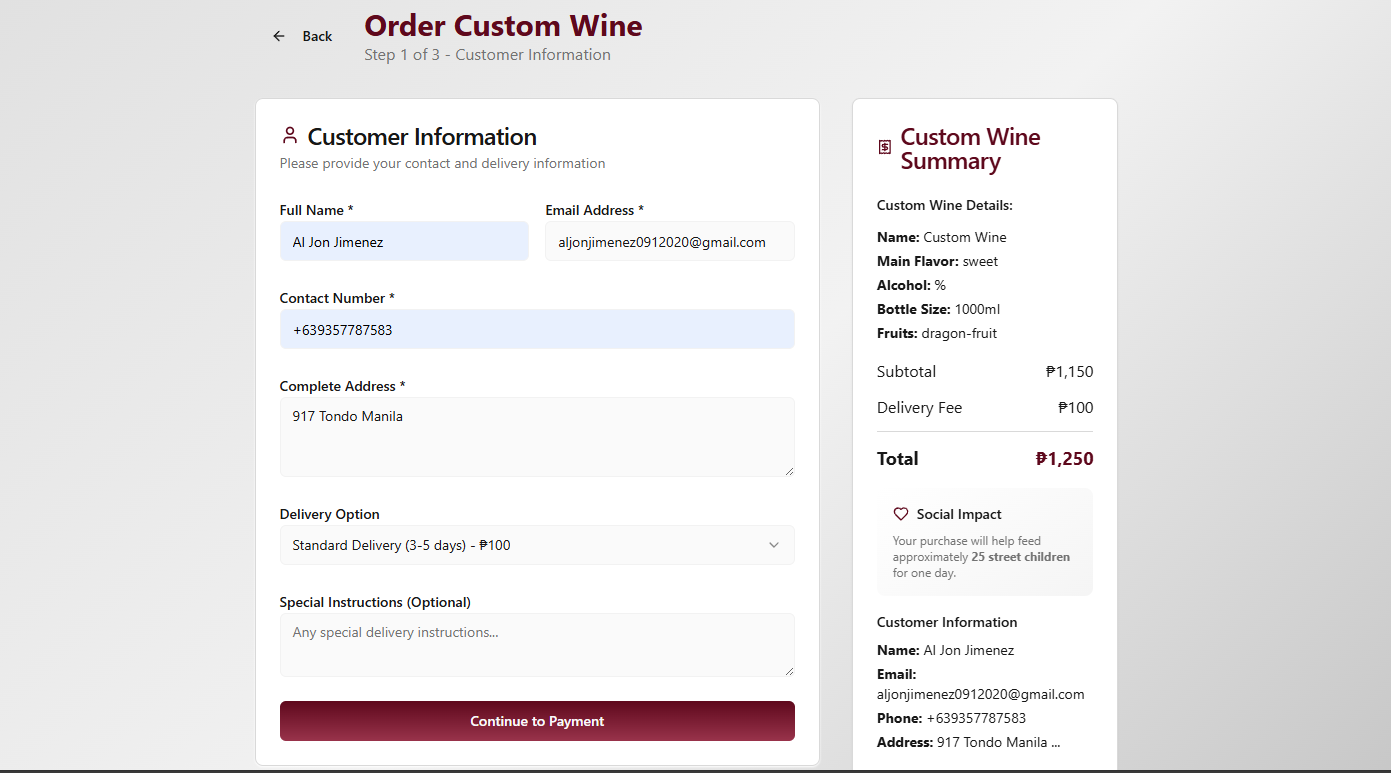 Back
Order Custom Wine
Step 1 of 3 - Customer Information
Customer Information
Please provide your contact and delivery information
Full Name *
Al Jon Jimenez
Email Address *
aljonjimenez0912020@gmail.com
Contact Number *
+639357787583
Complete Address *
917 Tondo Manila
Delivery Option
Standard Delivery (3-5 days) - ₱100
Special Instructions (Optional)
Any special delivery instructions...
Continue to Payment
Custom Wine
Summary
Custom Wine Details:
Name: Custom Wine
Main Flavor: sweet
Alcohol: %
Bottle Size: 1000ml
Fruits: dragon-fruit
Subtotal ₱1,150
Delivery Fee ₱100
Total ₱1,250
Social Impact
Your purchase will help feed
approximately 25 street children
for one day.
Customer Information
Name: Al Jon Jimenez
Email:
aljonjimenez0912020@gmail.com
Phone: +639357787583
Address: 917 Tondo Manila ...